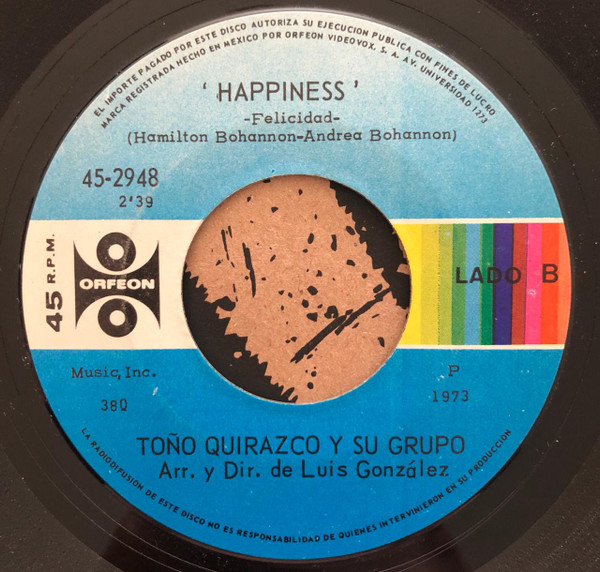 EL IMPORTE PAGADO POR ESTE DISCO AUTORIZA SU EJECUCION PUBLICA CON FINES DE LUCRO
MARCA REGISTRADA HECHO EN MEXICO POR ORFEON VIDEOVOX, S. A. AV. UNIVERSIDAD 1273
' HAPPINESS '
-Felicidad-
(Hamilton Bohannon-Andrea Bohannon)
45-2948
2'39
45 R.P.M.
ORFEON
LADO B
Music, Inc.
P
380
1973
TOÑO QUIRAZCO Y SU GRUPO
Arr. y Dir. de Luis González
LA RADIODIFUSION DE ESTE DISCO NO ES RESPONSABILIDAD DE QUIENES INTERVINIERON EN SU PRODUCCION